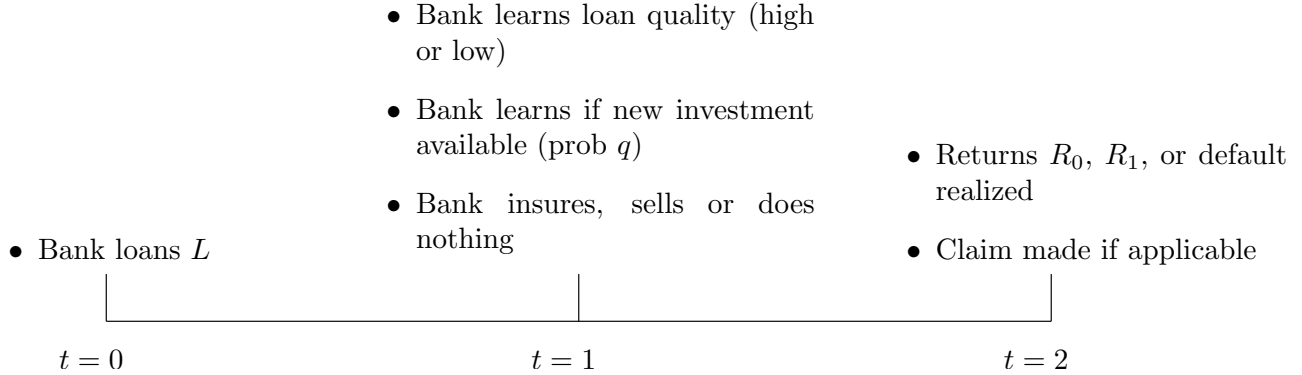 • Bank learns loan quality (high
or low)
• Bank learns if new investment
available (prob q)
• Bank insures, sells or does
nothing
• Returns R₀, R₁, or default
realized
• Bank loans L
• Claim made if applicable
t = 0
t = 1
t = 2